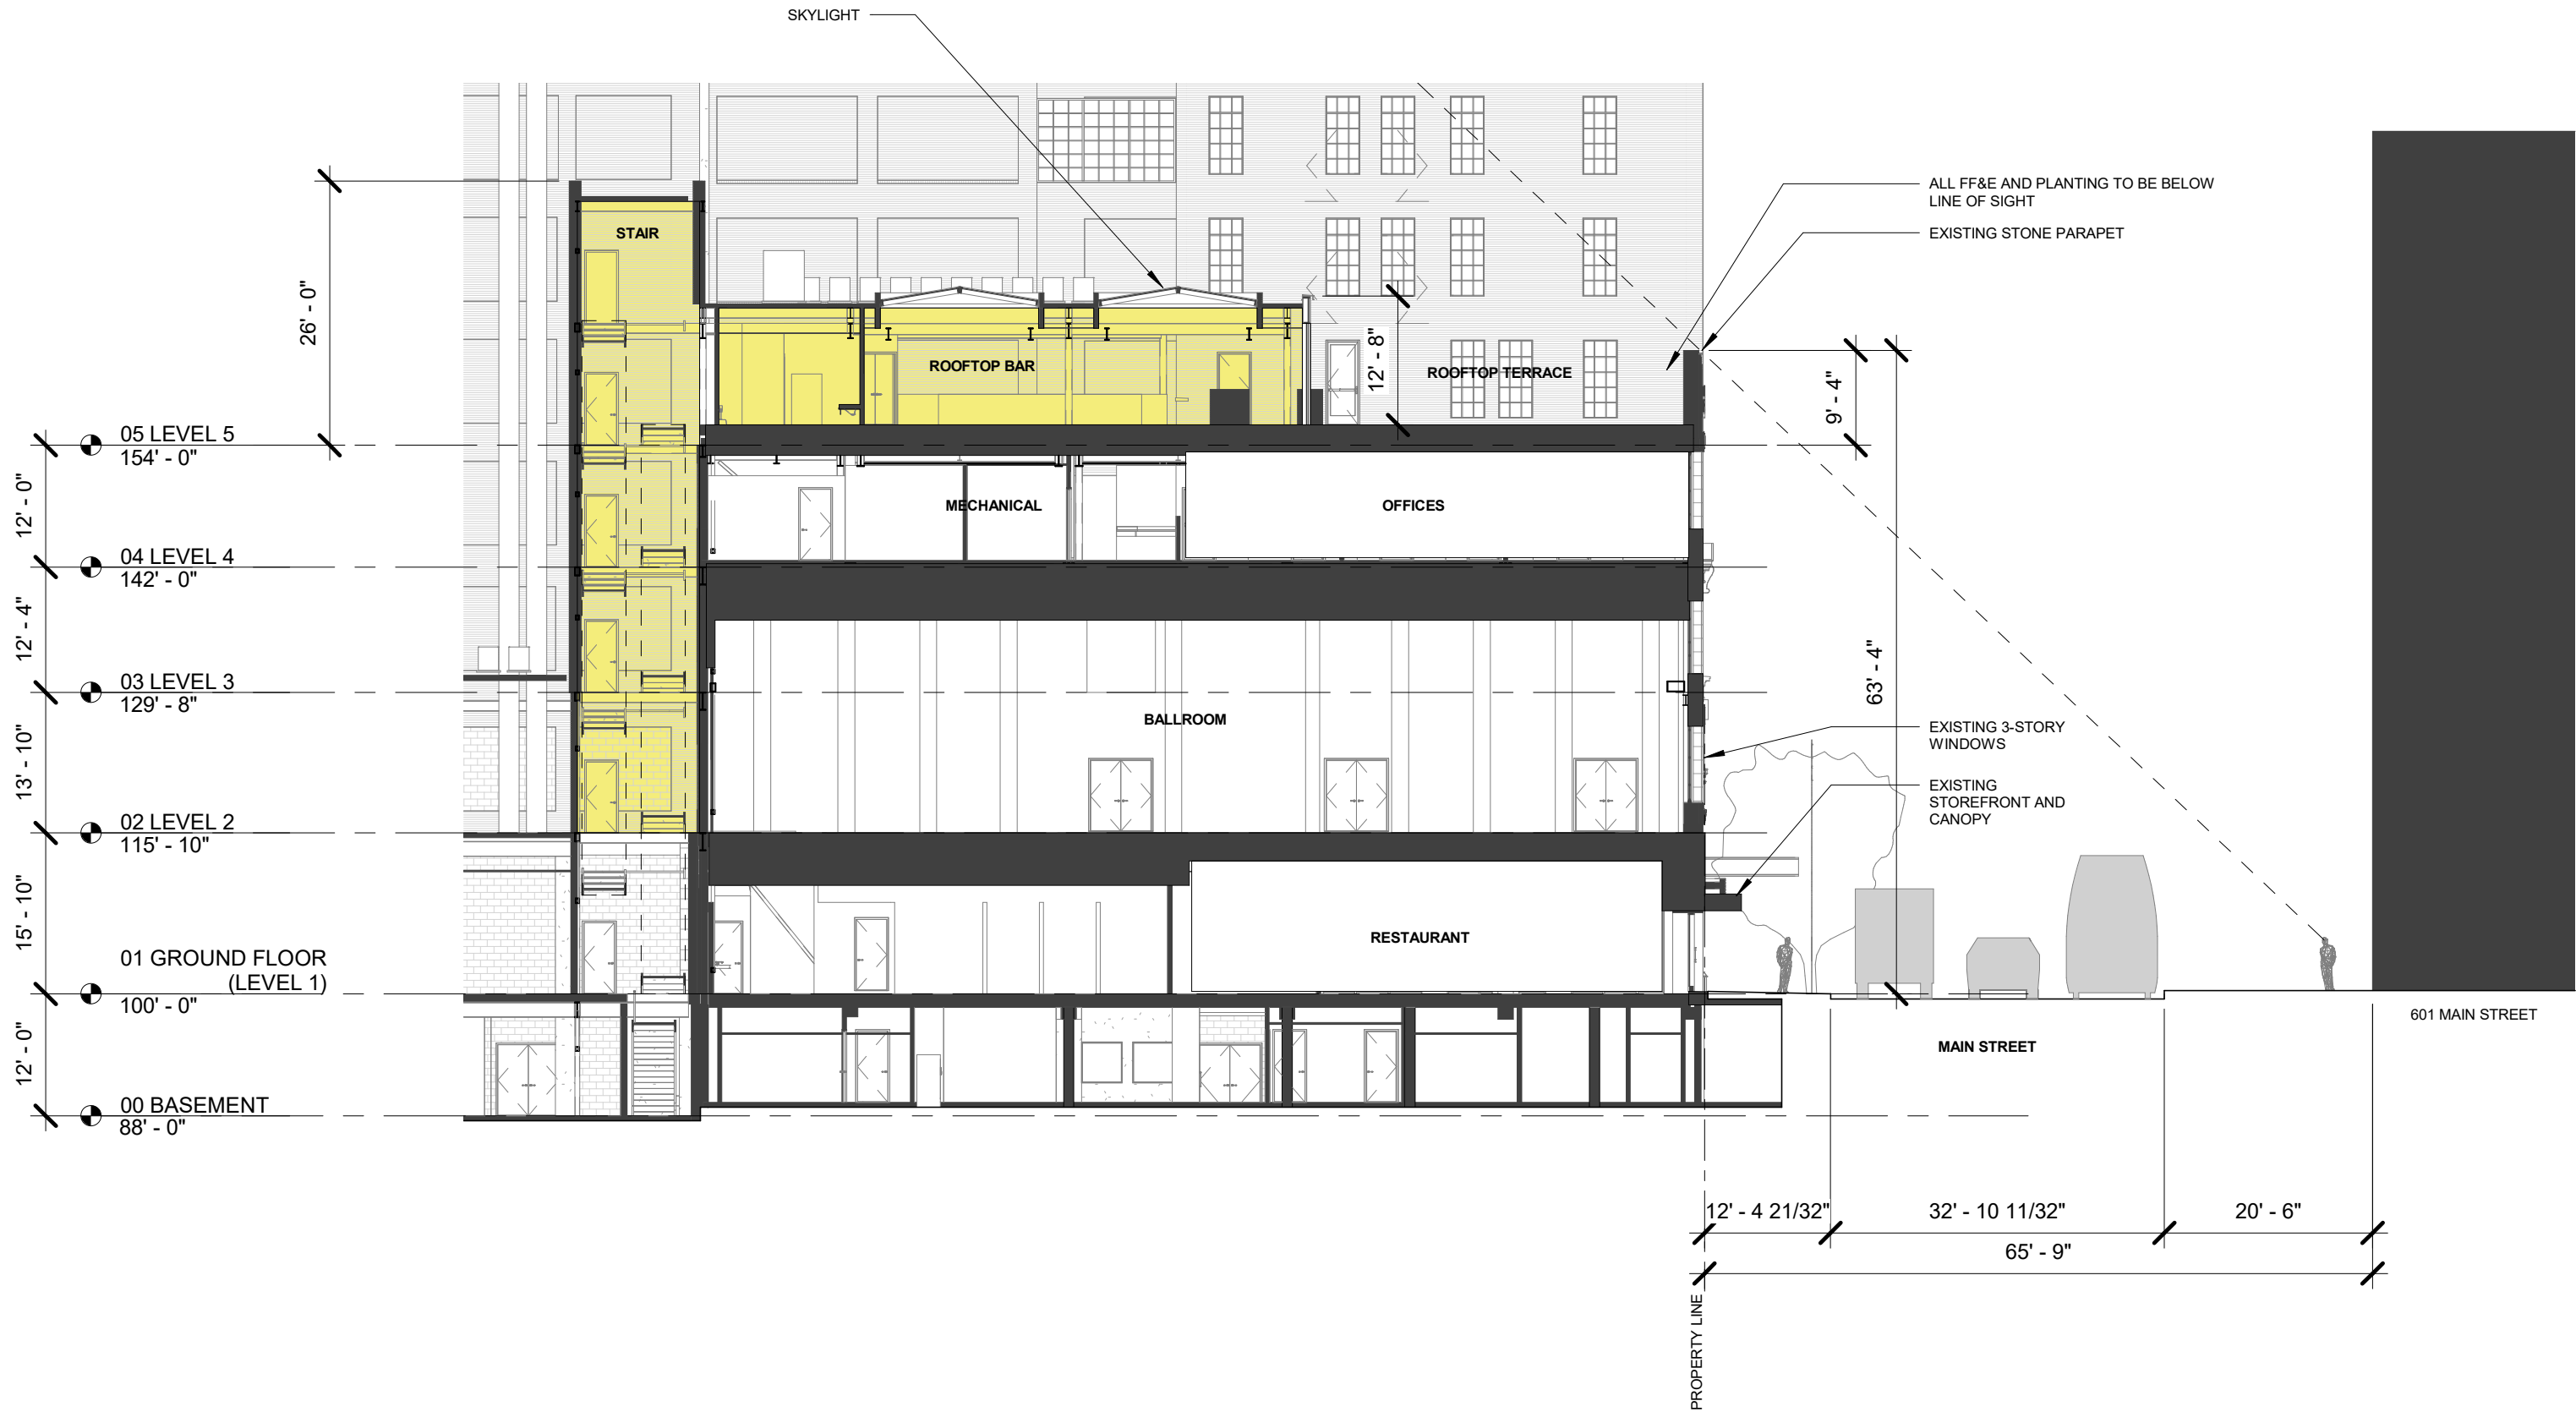 SKYLIGHT
ALL FF&E AND PLANTING TO BE BELOW
LINE OF SIGHT
EXISTING STONE PARAPET
STAIR
26' - 0"
ROOFTOP BAR
12' - 8"
ROOFTOP TERRACE
9' - 4"
05 LEVEL 5
154' - 0"
12' - 0"
MECHANICAL
OFFICES
04 LEVEL 4
142' - 0"
12' - 4"
63' - 4"
03 LEVEL 3
129' - 8"
BALLROOM
EXISTING 3-STORY
WINDOWS
13' - 10"
EXISTING
STOREFRONT AND
CANOPY
02 LEVEL 2
115' - 10"
15' - 10"
RESTAURANT
01 GROUND FLOOR
(LEVEL 1)
100' - 0"
601 MAIN STREET
MAIN STREET
12' - 0"
00 BASEMENT
88' - 0"
12' - 4 21/32"
32' - 10 11/32"
20' - 6"
65' - 9"
PROPERTY LINE